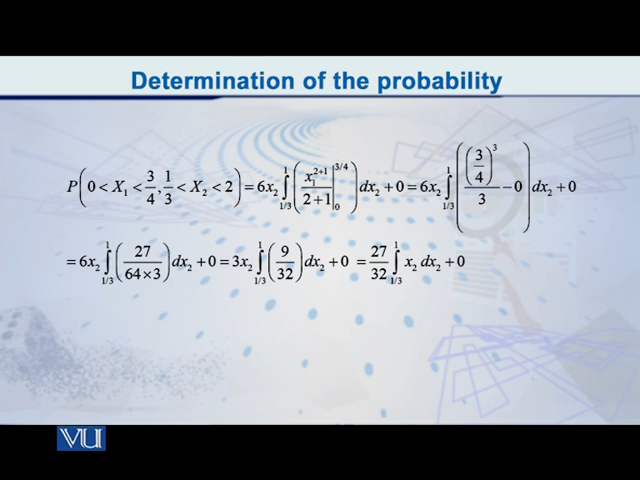 Determination of the probability
P(0 < X₁ < 3/4, 1/3 < X₂ < 2) = 6x₂ ∫_{1/3}^{1} (x₁^{2+1}/(2+1) |_0^{3/4}) dx₂ + 0 = 6x₂ ∫_{1/3}^{1} ((3/4)³/3 − 0) dx₂ + 0
= 6x₂ ∫_{1/3}^{1} (27/(64×3)) dx₂ + 0 = 3x₂ ∫_{1/3}^{1} (9/32) dx₂ + 0 = 27/32 ∫_{1/3}^{1} x₂ dx₂ + 0
VU